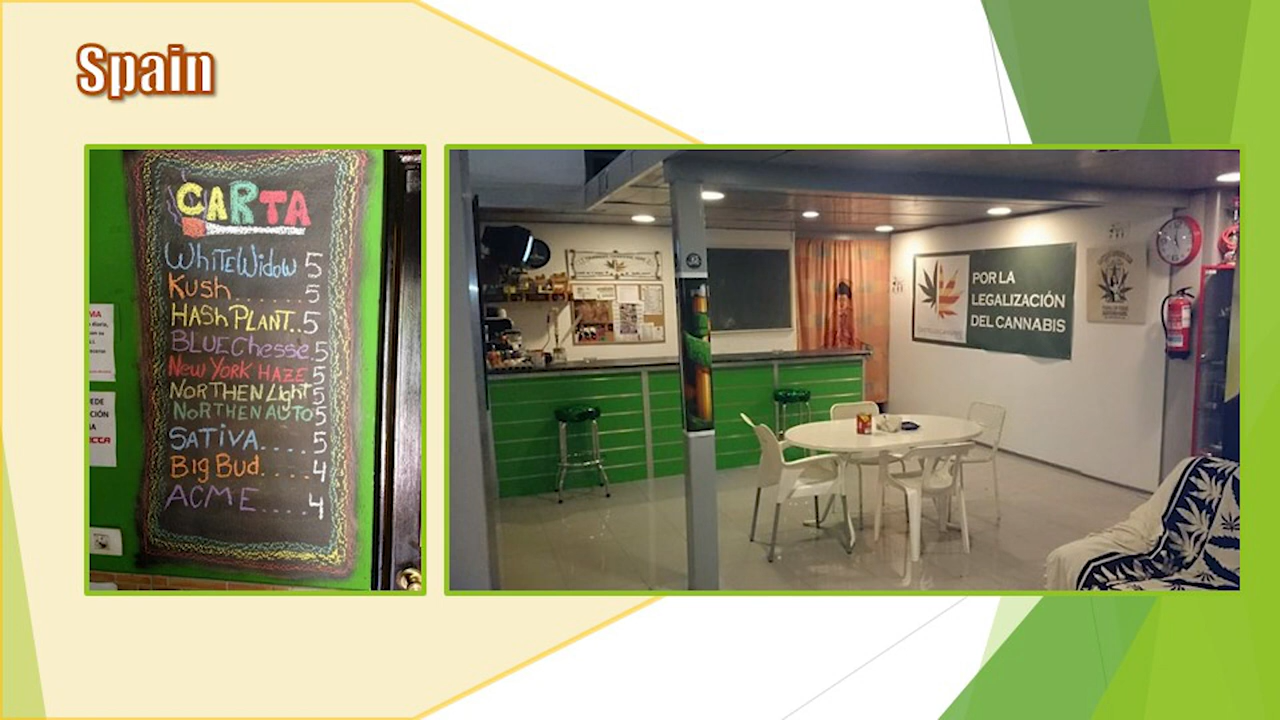 Spain
CARTA
WHiTEWidow 5
Kush.......5
HASh PLANT..5
BLUEChesse.5
New YORK HAZE 5
NORTHEN Light 5
NORTHEN AUTO 5
SATiVA.....5
Big Bud.....4
ACME.....4
POR LA
LEGALIZACIÓN
DEL CANNABIS